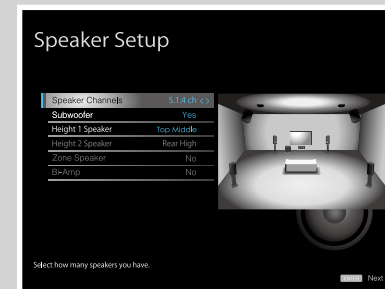 Speaker Setup
Speaker Channels 5.1.4 ch <>
Subwoofer Yes
Height 1 Speaker Top Middle
Height 2 Speaker Rear High
Zone Speaker No
Bi-Amp No
Select how many speakers you have.
ENTER Next